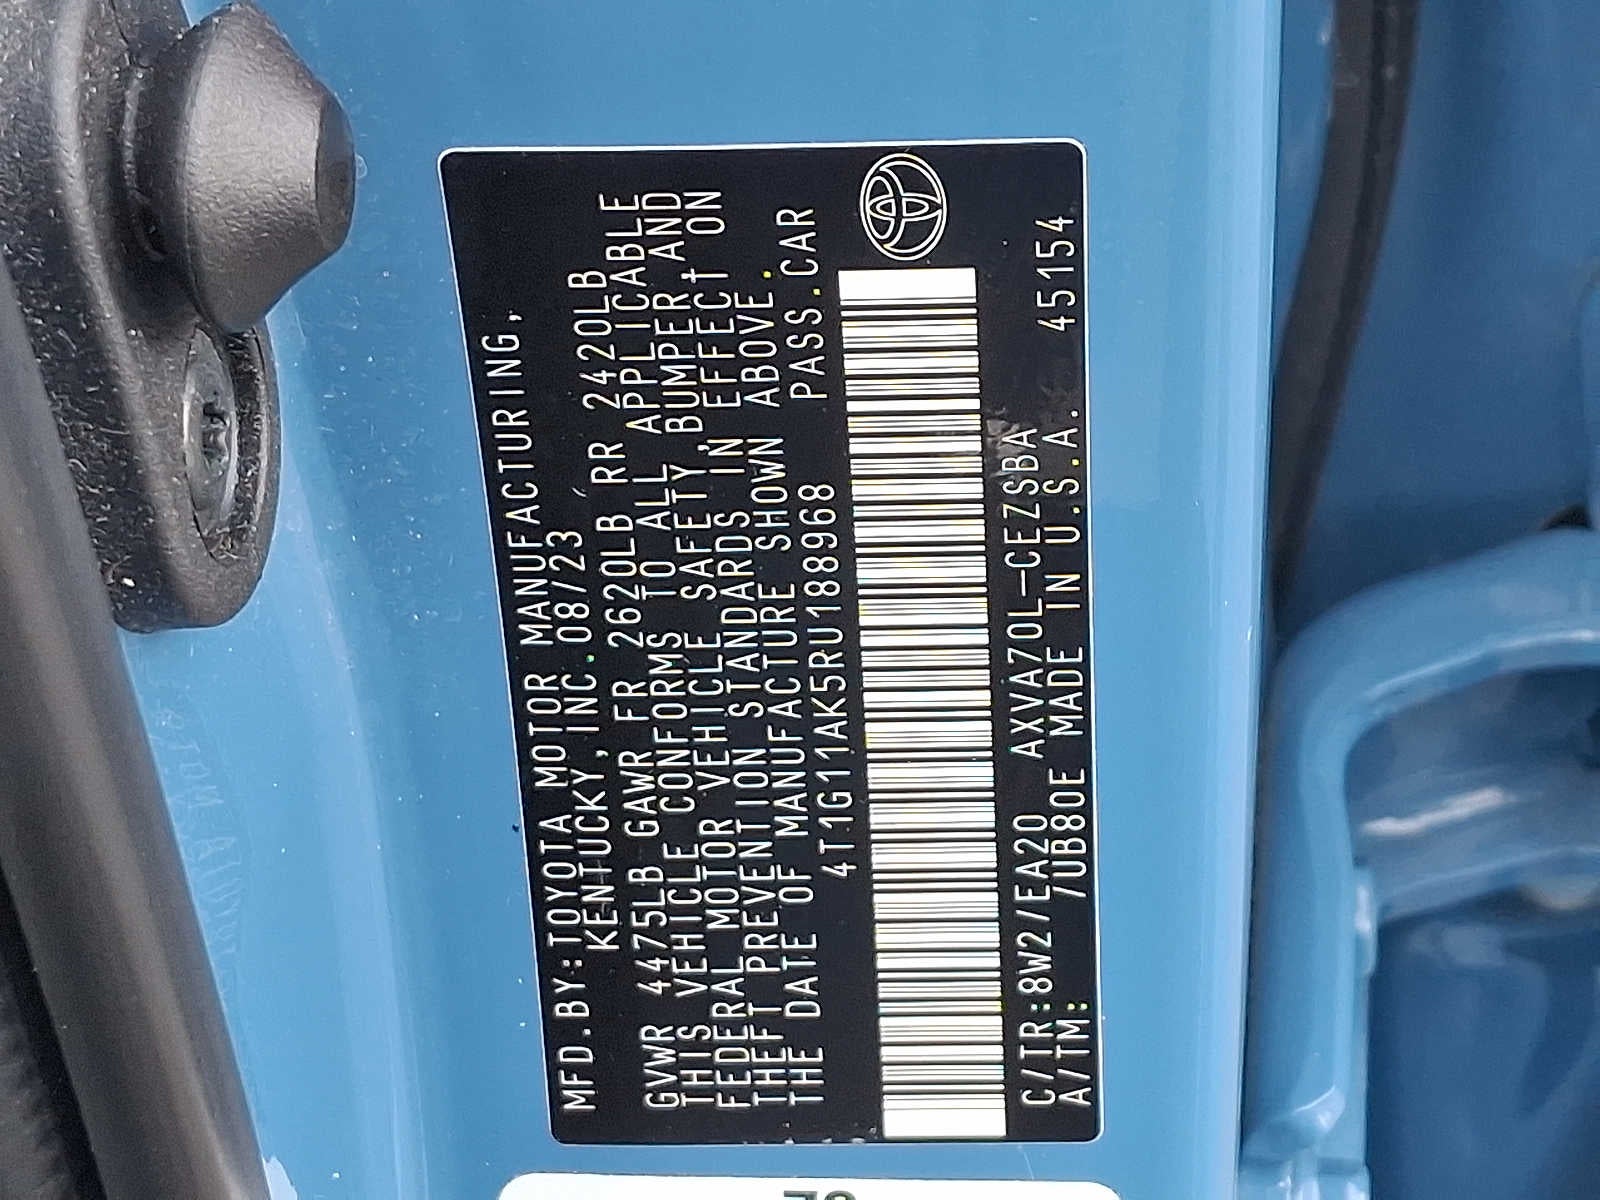 MFD.BY:TOYOTA MOTOR MANUFACTURING,
KENTUCKY,INC.08/23
GVWR 4475LB GAWR FR 2620LB RR 2420LB
THIS VEHICLE CONFORMS TO ALL APPLICABLE
FEDERAL MOTOR VEHICLE SAFETY,BUMPER,AND
THEFT PREVENTION STANDARDS IN EFFECT ON
THE DATE OF MANUFACTURE SHOWN ABOVE.
4T1G11AK5RU188968 PASS.CAR
C/TR:8W2/EA20 AXVA70L-CEZSBA 45154
A/TM: /UB80E MADE IN U.S.A.